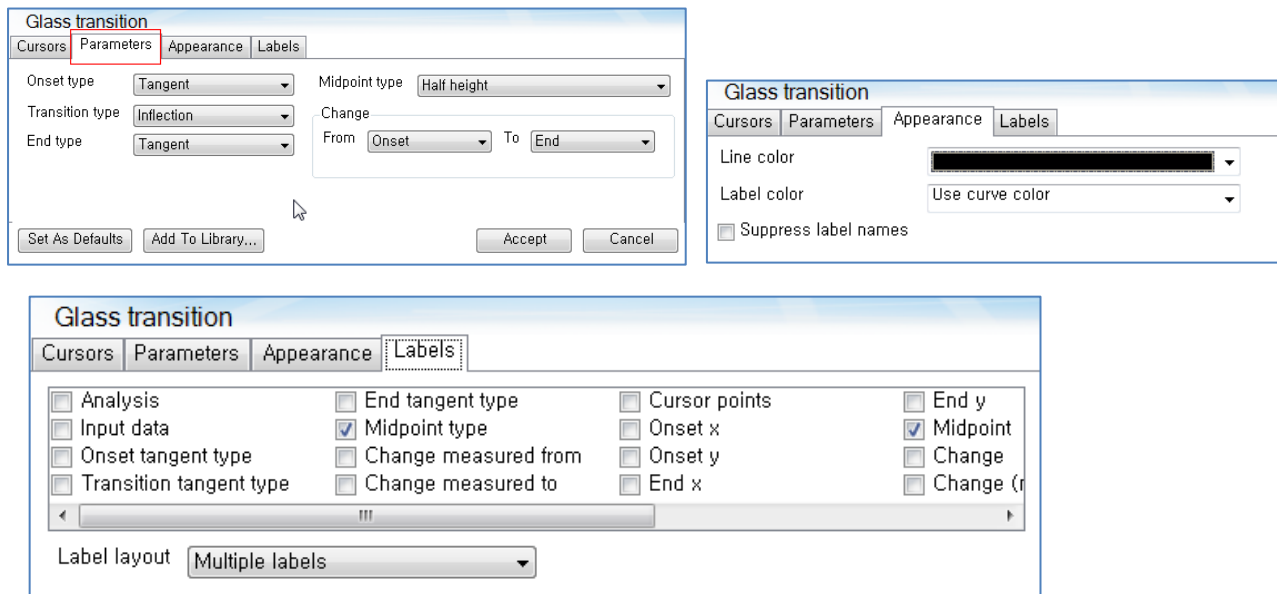 Glass transition
Cursors Parameters Appearance Labels
Onset type Tangent Midpoint type Half height
Transition type Inflection Change
End type Tangent From Onset To End
Set As Defaults Add To Library... Accept Cancel
Glass transition
Cursors Parameters Appearance Labels
Line color
Label color Use curve color
Suppress label names
Glass transition
Cursors Parameters Appearance Labels
Analysis End tangent type Cursor points End y
Input data Midpoint type Onset x Midpoint
Onset tangent type Change measured from Onset y Change
Transition tangent type Change measured to End x Change (
Label layout Multiple labels